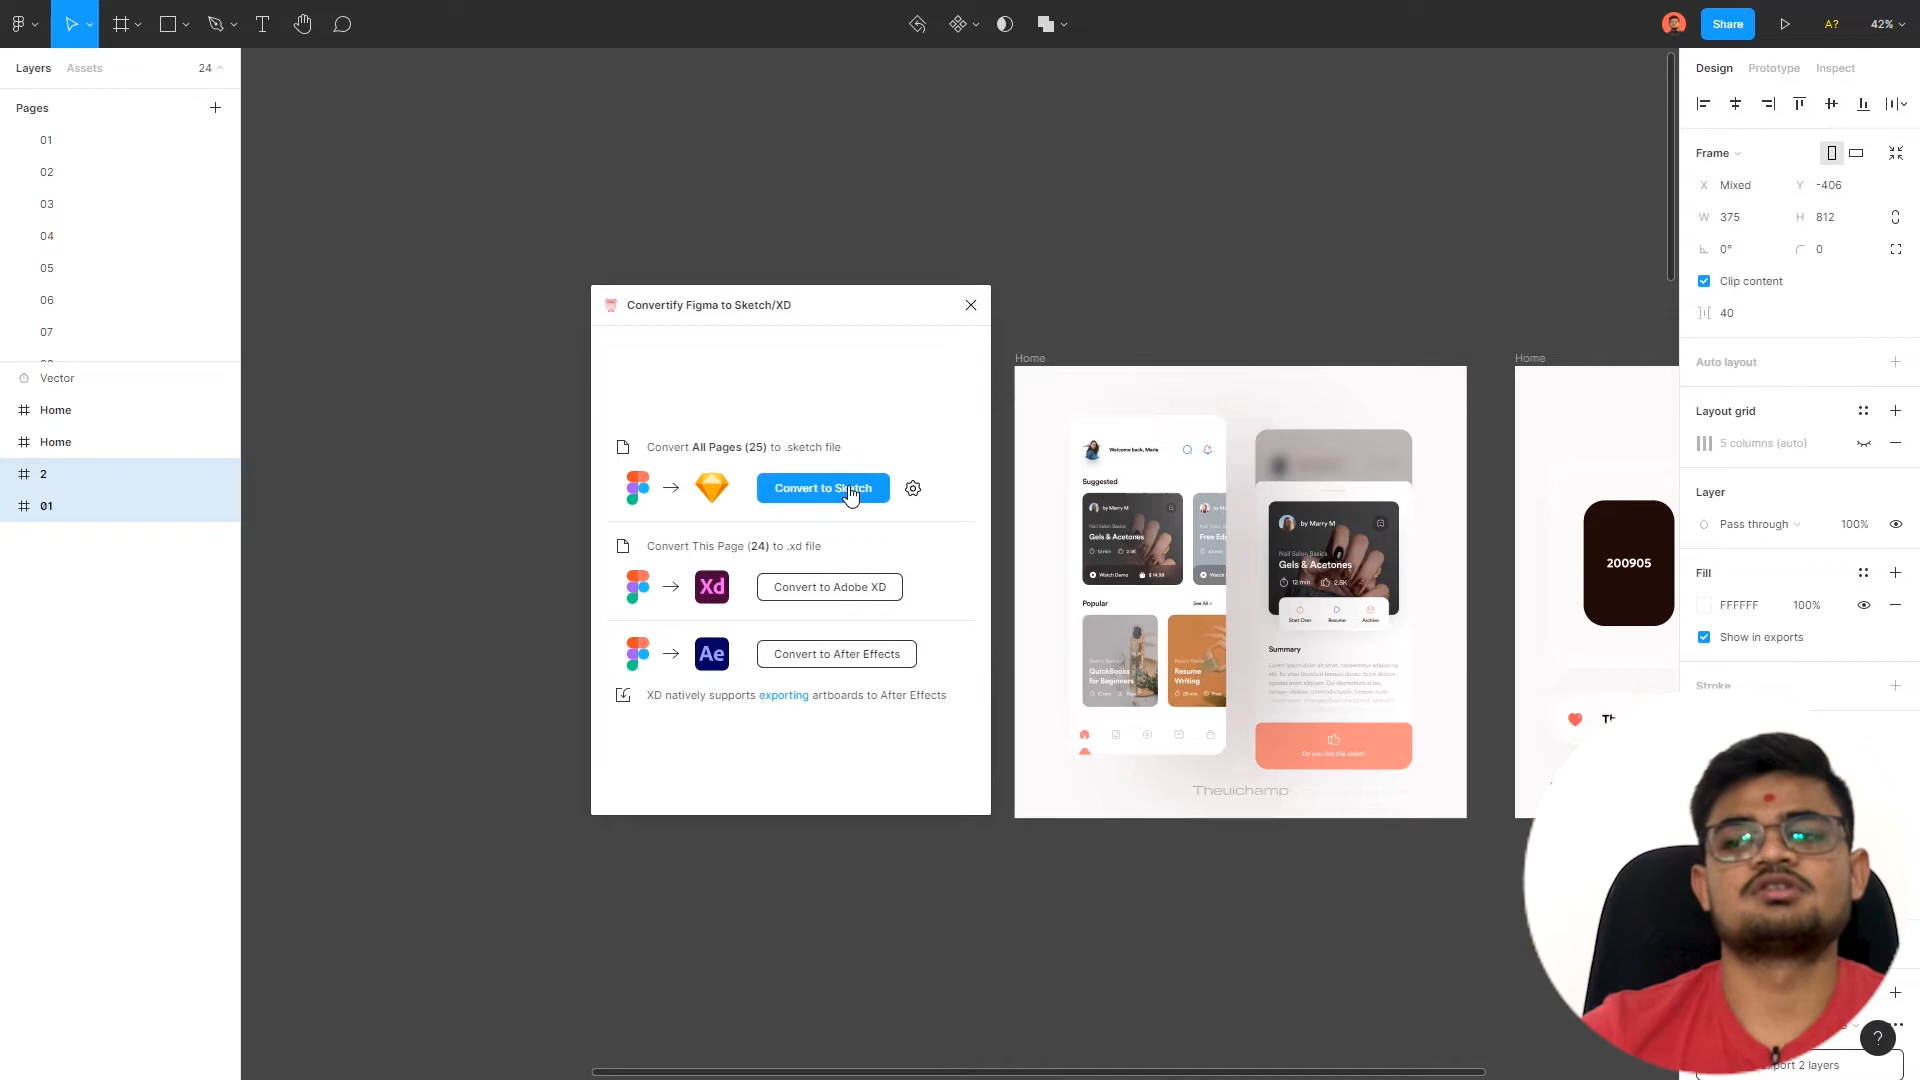 Share
A?
42%
Layers
Assets
24
Pages
01
02
03
04
05
06
07
Vector
Home
Home
2
01
Convertify Figma to Sketch/XD
Convert All Pages (25) to .sketch file
Convert to Sketch
Convert This Page (24) to .xd file
Xd
Convert to Adobe XD
Ae
Convert to After Effects
XD natively supports exporting artboards to After Effects
Home
Welcome back, Maria
Suggested
by Marry M
Nail Salon Basics
Gels & Acetones
12 min
2.5K
Watch Demo
$ 14.99
Free Ed
Watch
Popular
See All >
QuickBooks
for Beginners
12 min
Resume
Writing
23 min
by Marry M
Nail Salon Basics
Gels & Acetones
12 min
2.5K
Start Over
Resume
Archive
Summary
Do you like this video?
Theuichamp
Home
200905
Design
Prototype
Inspect
Frame
X Mixed
Y -406
W 375
H 812
0°
0
Clip content
40
Auto layout
Layout grid
5 columns (auto)
Layer
Pass through
100%
Fill
FFFFFF
100%
Show in exports
Stroke
?
xport 2 layers